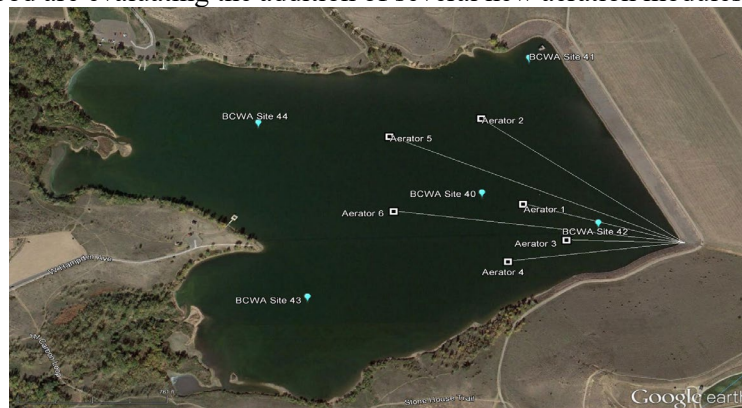 BCWA Site 41
BCWA Site 44
Aerator 2
Aerator 5
BCWA Site 40
Aerator 6
Aerator 1
BCWA Site 42
Aerator 3
Aerator 4
BCWA Site 43
Google earth